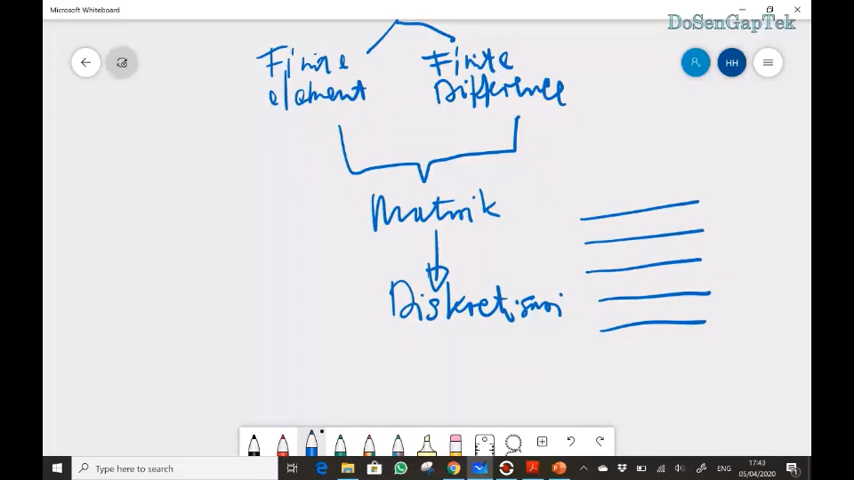 Microsoft Whiteboard
DoSenGapTek
Finite
element
Finite
Difference
HH
Matrik
Diskretisasi
Type here to search
ENG
17:43
05/04/2020